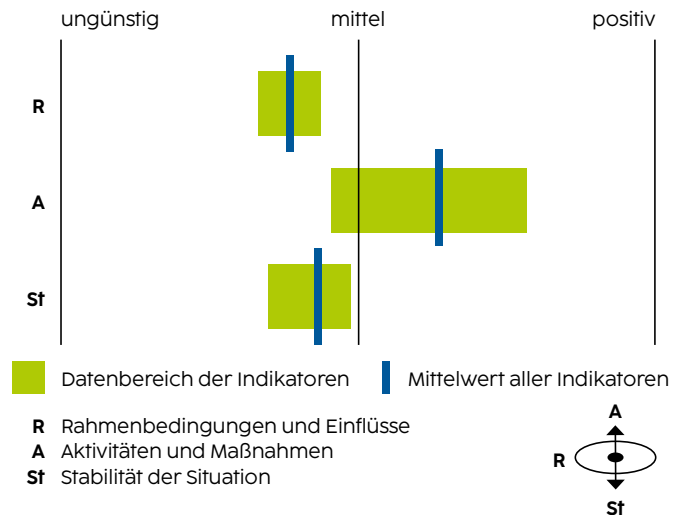 ungünstig mittel positiv
R
A
St
Datenbereich der Indikatoren Mittelwert aller Indikatoren
R Rahmenbedingungen und Einflüsse
A Aktivitäten und Maßnahmen
St Stabilität der Situation
A
R
St